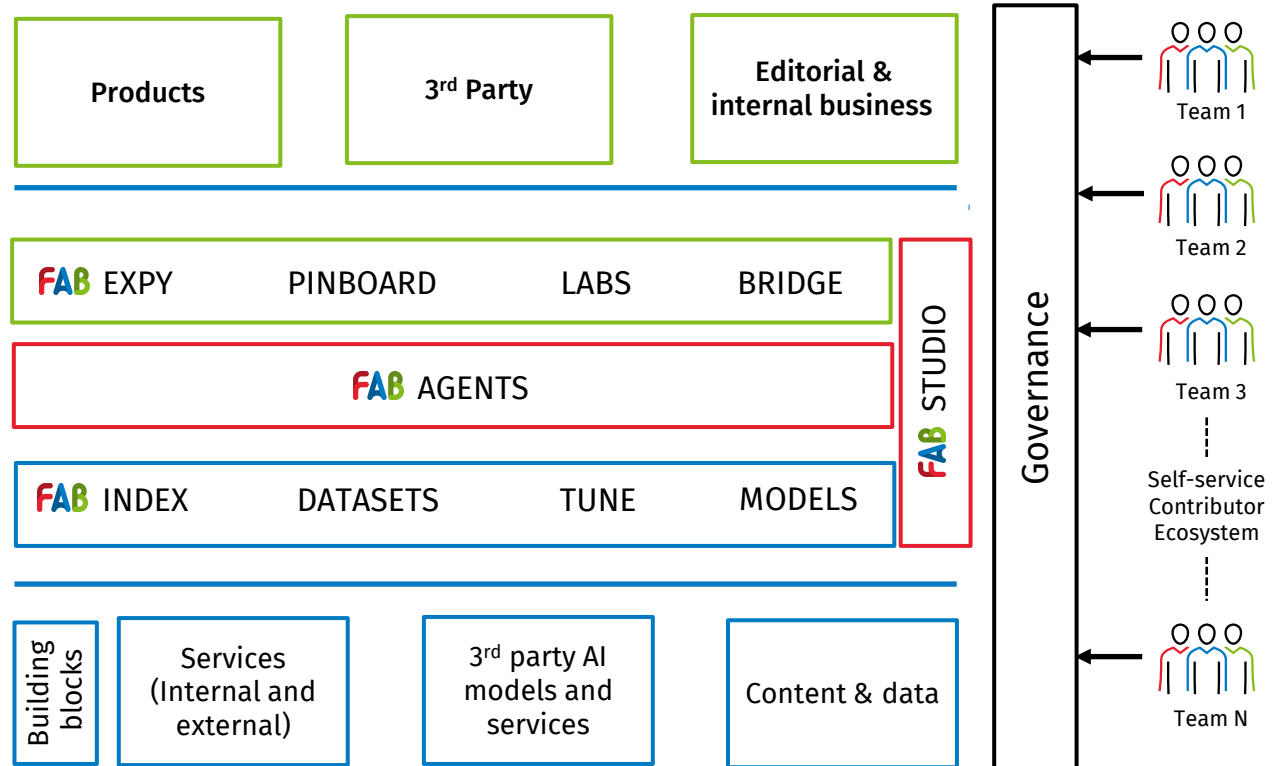 Products
3rd Party
Editorial &
internal business
FAB EXPY PINBOARD LABS BRIDGE
FAB AGENTS
FAB INDEX DATASETS TUNE MODELS
FAB STUDIO
Building
blocks
Services
(Internal and
external)
3rd party AI
models and
services
Content & data
Governance
Team 1
Team 2
Team 3
Self-service
Contributor
Ecosystem
Team N